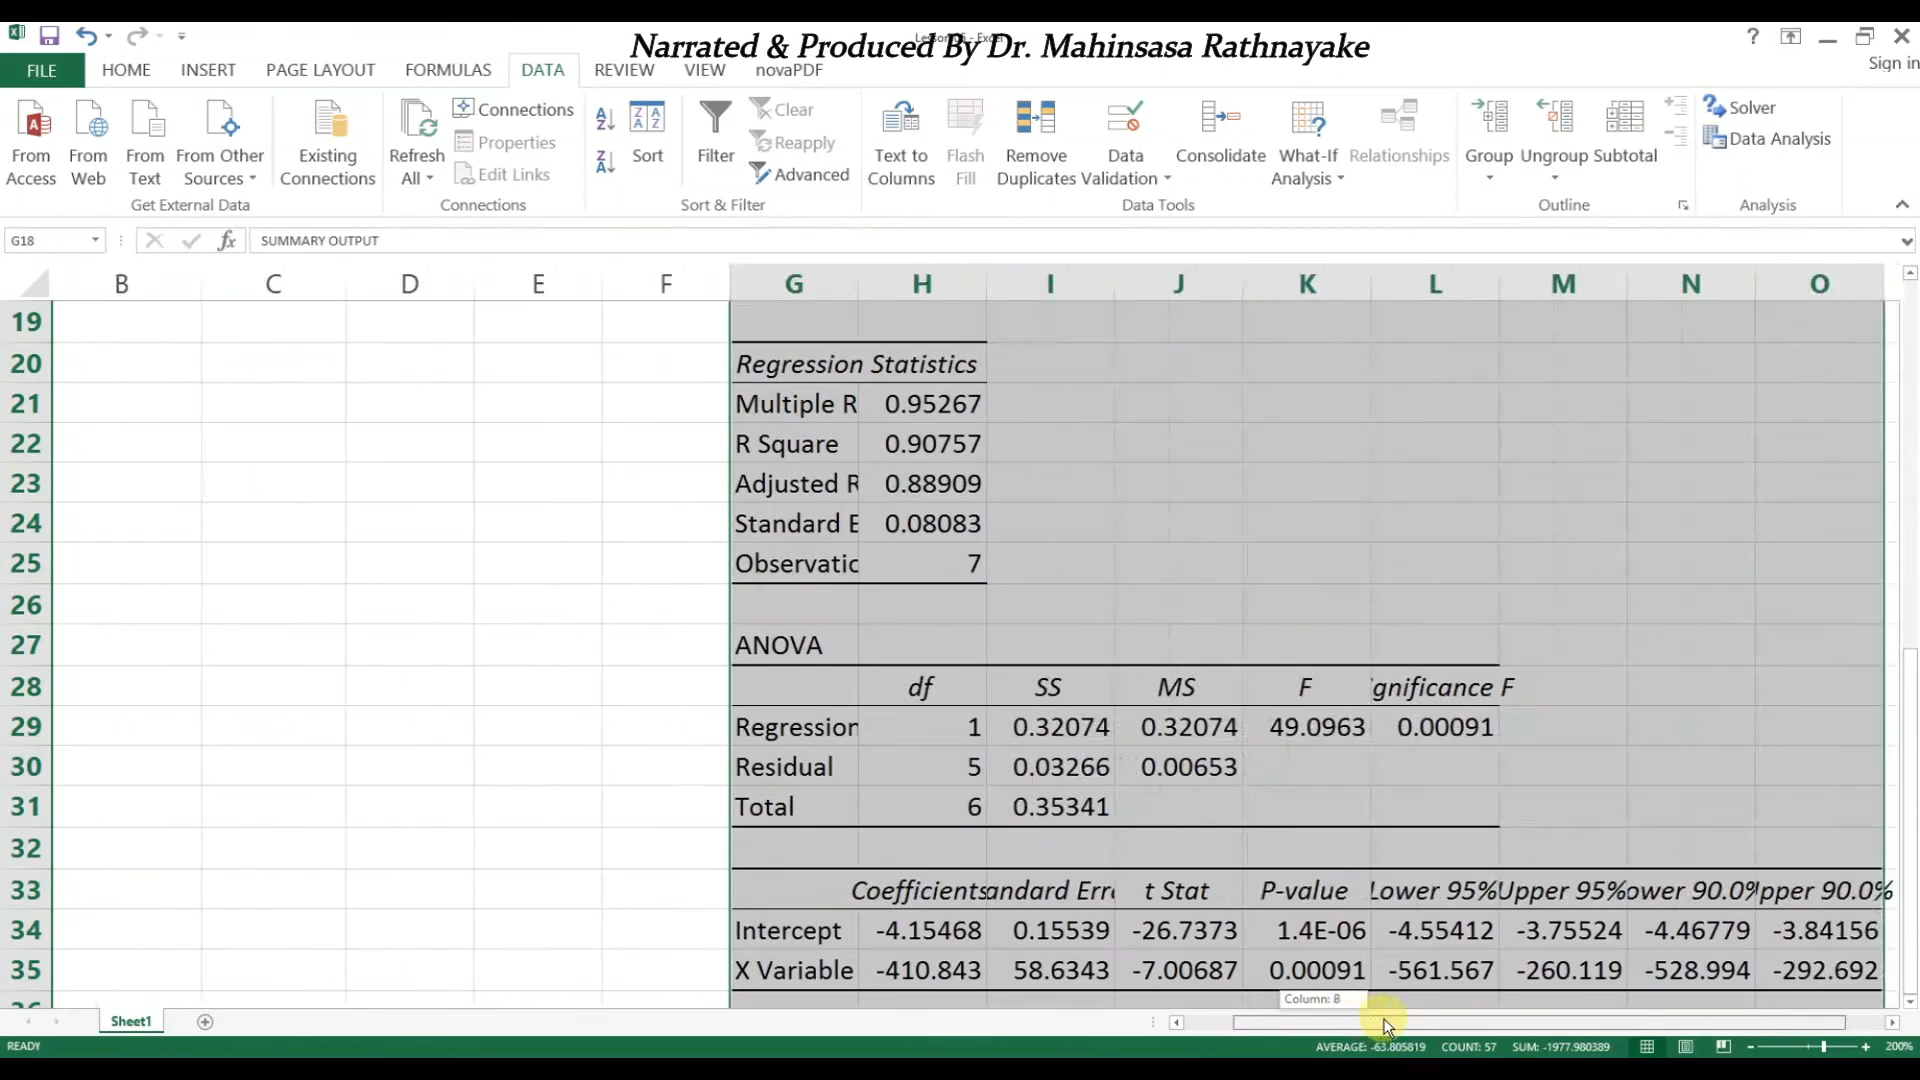 Lesson 05 - Excel
Narrated & Produced By Dr. Mahinsasa Rathnayake
Sign in
FILE HOME INSERT PAGE LAYOUT FORMULAS DATA REVIEW VIEW novaPDF
From Access
From Web
From Text
From Other Sources
Existing Connections
Get External Data
Refresh All
Connections
Properties
Edit Links
Connections
Sort
Filter
Clear
Reapply
Advanced
Sort & Filter
Text to Columns
Flash Fill
Remove Duplicates
Data Validation
Consolidate
What-If Analysis
Relationships
Data Tools
Group
Ungroup
Subtotal
Outline
Solver
Data Analysis
Analysis
G18 fx SUMMARY OUTPUT
B C D E F G H I J K L M N O
19
20 Regression Statistics
21 Multiple R 0.95267
22 R Square 0.90757
23 Adjusted R 0.88909
24 Standard E 0.08083
25 Observatio 7
26
27 ANOVA
28 df SS MS F gnificance F
29 Regression 1 0.32074 0.32074 49.0963 0.00091
30 Residual 5 0.03266 0.00653
31 Total 6 0.35341
32
33 Coefficients andard Erro t Stat P-value Lower 95% Upper 95% ower 90.0% pper 90.0%
34 Intercept -4.15468 0.15539 -26.7373 1.4E-06 -4.55412 -3.75524 -4.46779 -3.84156
35 X Variable -410.843 58.6343 -7.00687 0.00091 -561.567 -260.119 -528.994 -292.692
Column: B
Sheet1
READY AVERAGE: -63.805819 COUNT: 57 SUM: -1977.980389 200%